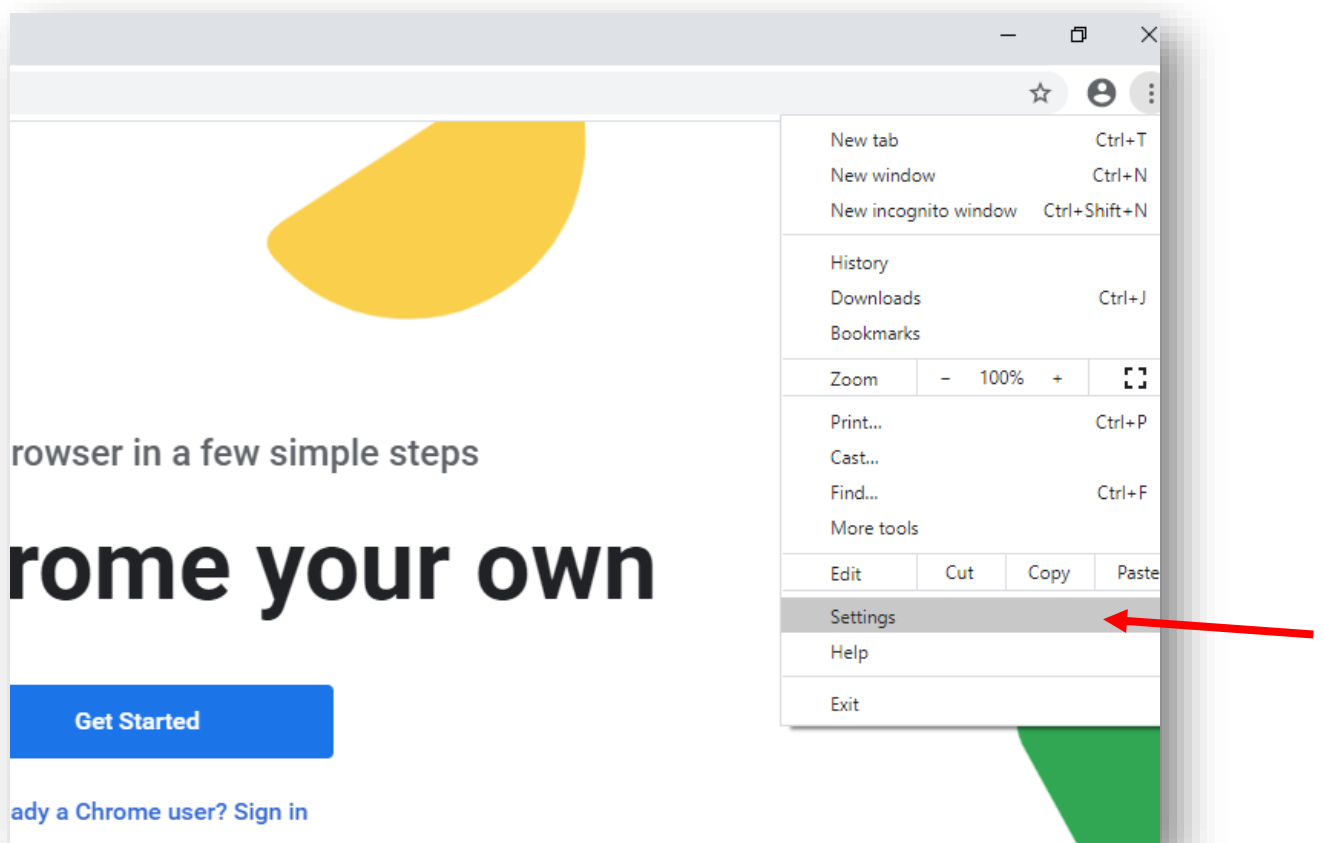 New tab Ctrl+T
New window Ctrl+N
New incognito window Ctrl+Shift+N
History
Downloads Ctrl+J
Bookmarks
Zoom - 100% +
Print... Ctrl+P
Cast...
Find... Ctrl+F
More tools
Edit Cut Copy Paste
Settings
Help
Exit
rowser in a few simple steps
rome your own
Get Started
ady a Chrome user? Sign in